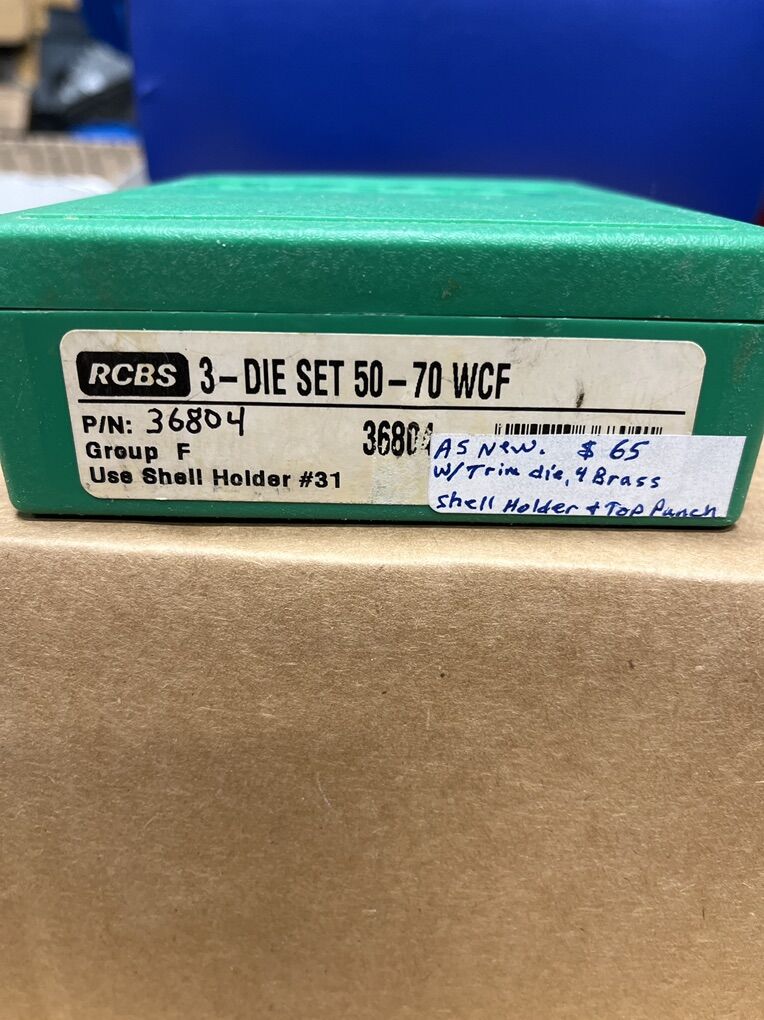 RCBS 3-DIE SET 50-70 WCF
P/N: 36804 36804
Group F
Use Shell Holder #31
AS New. $65
W/Trim die, 4 Brass
Shell Holder + Top Punch